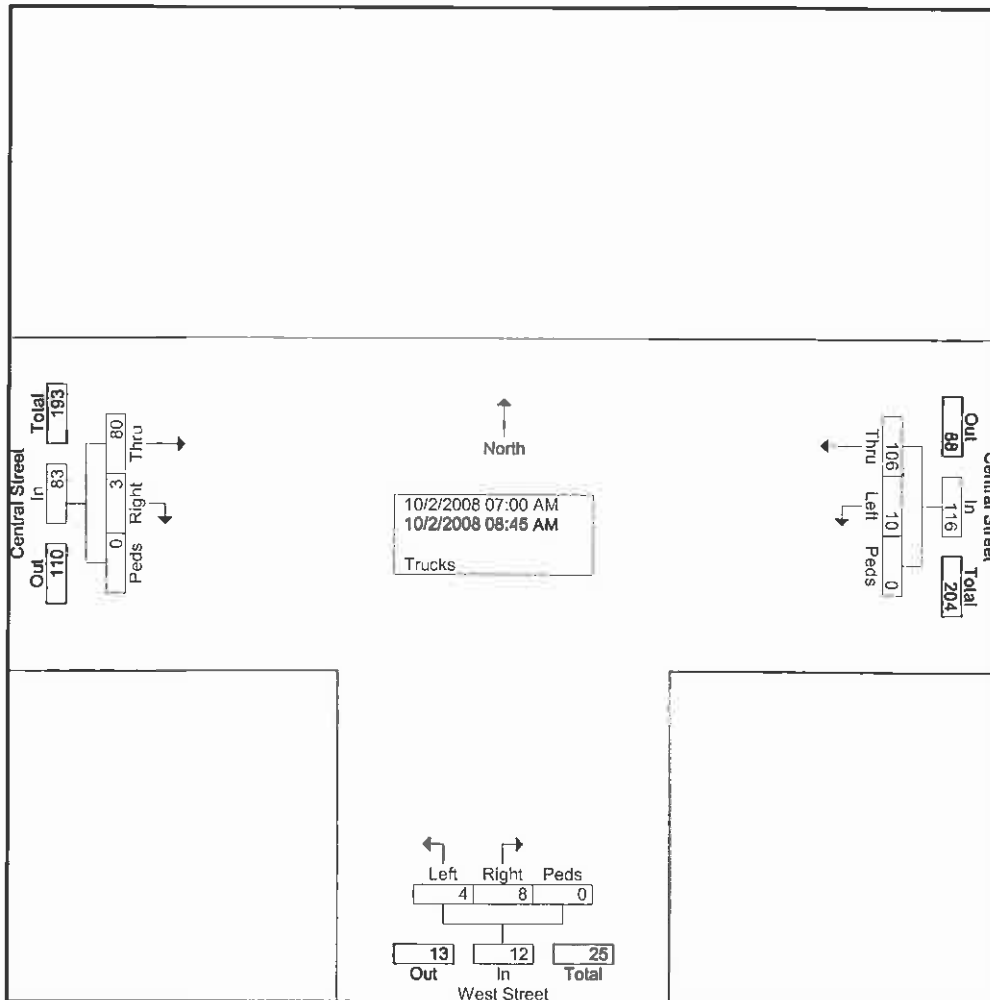 Central Street
Total
193
In
83
Out
110
80
3
0
Thru
Right
Peds
North
10/2/2008 07:00 AM
10/2/2008 08:45 AM
Trucks
Thru
Left
Peds
106
10
0
Out
88
In
116
Total
204
Central Street
Left Right Peds
4 8 0
13 12 25
Out In Total
West Street